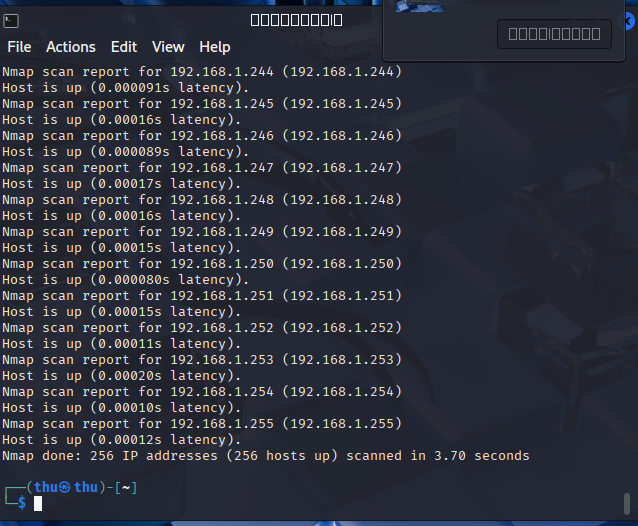 File Actions Edit View Help
Nmap scan report for 192.168.1.244 (192.168.1.244)
Host is up (0.000091s latency).
Nmap scan report for 192.168.1.245 (192.168.1.245)
Host is up (0.00016s latency).
Nmap scan report for 192.168.1.246 (192.168.1.246)
Host is up (0.000089s latency).
Nmap scan report for 192.168.1.247 (192.168.1.247)
Host is up (0.00017s latency).
Nmap scan report for 192.168.1.248 (192.168.1.248)
Host is up (0.00016s latency).
Nmap scan report for 192.168.1.249 (192.168.1.249)
Host is up (0.00015s latency).
Nmap scan report for 192.168.1.250 (192.168.1.250)
Host is up (0.000080s latency).
Nmap scan report for 192.168.1.251 (192.168.1.251)
Host is up (0.00015s latency).
Nmap scan report for 192.168.1.252 (192.168.1.252)
Host is up (0.00011s latency).
Nmap scan report for 192.168.1.253 (192.168.1.253)
Host is up (0.00020s latency).
Nmap scan report for 192.168.1.254 (192.168.1.254)
Host is up (0.00010s latency).
Nmap scan report for 192.168.1.255 (192.168.1.255)
Host is up (0.00012s latency).
Nmap done: 256 IP addresses (256 hosts up) scanned in 3.70 seconds
┌──(thu㉿thu)-[~]
└─$